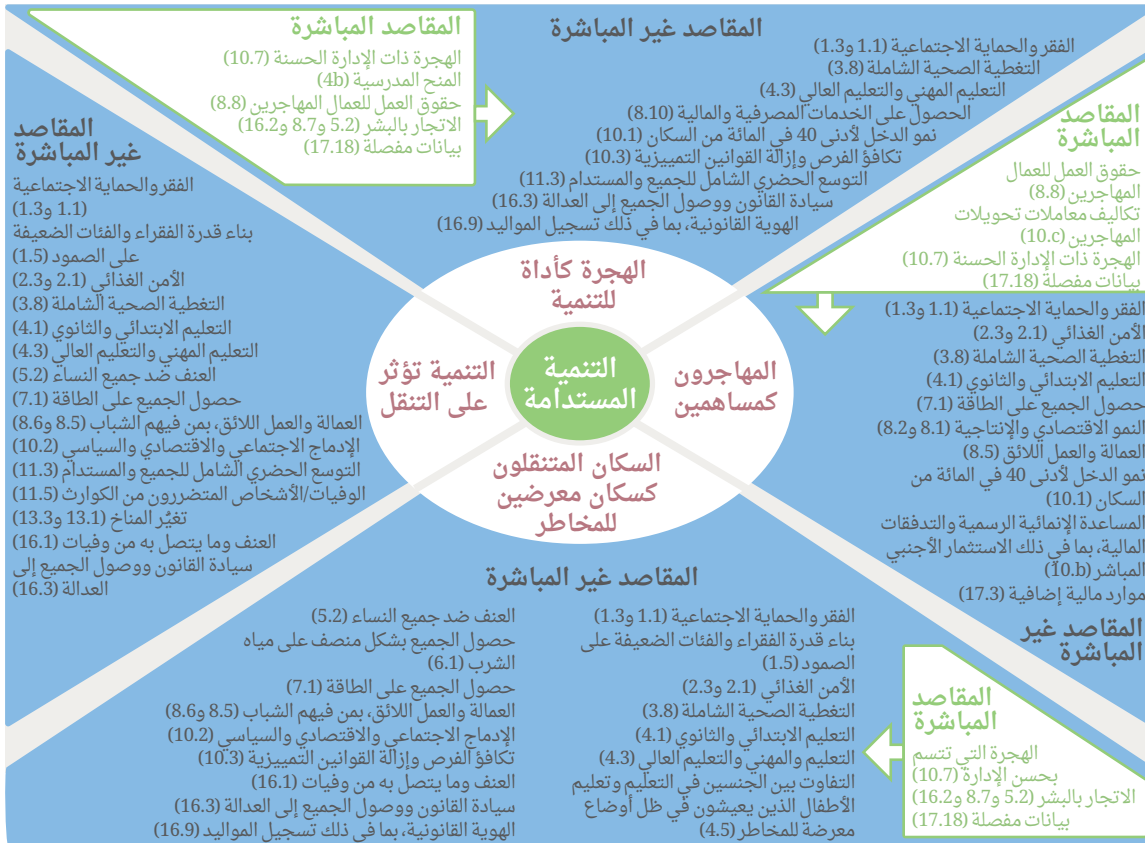 المقاصد المباشرة
الهجرة ذات الإدارة الحسنة (10.7)
المنح المدرسية (4b)
حقوق العمل للعمال المهاجرين (8.8)
الاتجار بالبشر (5.2 و8.7 و16.2)
بيانات مفصلة (17.18)
المقاصد غير المباشرة
الفقر والحماية الاجتماعية (1.1 و1.3)
التغطية الصحية الشاملة (3.8)
التعليم المهني والتعليم العالي (4.3)
الحصول على الخدمات المصرفية والمالية (8.10)
نمو الدخل لأدنى 40 في المائة من السكان (10.1)
تكافؤ الفرص وإزالة القوانين التمييزية (10.3)
التوسع الحضري الشامل للجميع والمستدام (11.3)
سيادة القانون ووصول الجميع إلى العدالة (16.3)
الهوية القانونية، بما في ذلك تسجيل المواليد (16.9)
المقاصد
المباشرة
حقوق العمل للعمال
المهاجرين (8.8)
تكاليف معاملات تحويلات
المهاجرين (10.c)
الهجرة ذات الإدارة الحسنة (10.7)
بيانات مفصلة (17.18)
الفقر والحماية الاجتماعية (1.1 و1.3)
الأمن الغذائي (2.1 و2.3)
التغطية الصحية الشاملة (3.8)
التعليم الابتدائي والثانوي (4.1)
حصول الجميع على الطاقة (7.1)
النمو الاقتصادي والإنتاجية (8.1 و8.2)
العمالة والعمل اللائق (8.5)
نمو الدخل لأدنى 40 في المائة من
السكان (10.1)
المساعدة الإنمائية الرسمية والتدفقات
المالية، بما في ذلك الاستثمار الأجنبي
المباشر (10.b)
موارد مالية إضافية (17.3)
المقاصد غير
المباشرة
المقاصد
غير المباشرة
الفقر والحماية الاجتماعية
(1.1 و1.3)
بناء قدرة الفقراء والفئات الضعيفة
على الصمود (1.5)
الأمن الغذائي (2.1 و2.3)
التغطية الصحية الشاملة (3.8)
التعليم الابتدائي والثانوي (4.1)
التعليم المهني والتعليم العالي (4.3)
العنف ضد جميع النساء (5.2)
حصول الجميع على الطاقة (7.1)
العمالة والعمل اللائق، بمن فيهم الشباب (8.5 و8.6)
الإدماج الاجتماعي والاقتصادي والسياسي (10.2)
التوسع الحضري الشامل للجميع والمستدام (11.3)
الوفيات/الأشخاص المتضررون من الكوارث (11.5)
تغيُّر المناخ (13.1 و13.3)
العنف وما يتصل به من وفيات (16.1)
سيادة القانون ووصول الجميع إلى
العدالة (16.3)
الهجرة كأداة
للتنمية
المهاجرون
كمساهمين
التنمية
المستدامة
التنمية تؤثر
على التنقل
السكان المتنقلون
كسكان معرضين
للمخاطر
المقاصد غير المباشرة
الفقر والحماية الاجتماعية (1.1 و1.3)
بناء قدرة الفقراء والفئات الضعيفة على
الصمود (1.5)
الأمن الغذائي (2.1 و2.3)
التغطية الصحية الشاملة (3.8)
التعليم الابتدائي والثانوي (4.1)
التعليم والمهني والتعليم العالي (4.3)
التفاوت بين الجنسين في التعليم وتعليم
الأطفال الذين يعيشون في ظل أوضاع
معرضة للمخاطر (4.5)
العنف ضد جميع النساء (5.2)
حصول الجميع بشكل منصف على مياه
الشرب (6.1)
حصول الجميع على الطاقة (7.1)
العمالة والعمل اللائق، بمن فيهم الشباب (8.5 و8.6)
الإدماج الاجتماعي والاقتصادي والسياسي (10.2)
تكافؤ الفرص وإزالة القوانين التمييزية (10.3)
العنف وما يتصل به من وفيات (16.1)
سيادة القانون ووصول الجميع إلى العدالة (16.3)
الهوية القانونية، بما في ذلك تسجيل المواليد (16.9)
المقاصد
المباشرة
الهجرة التي تتسم
بحسن الإدارة (10.7)
الاتجار بالبشر (5.2 و8.7 و16.2)
بيانات مفصلة (17.18)